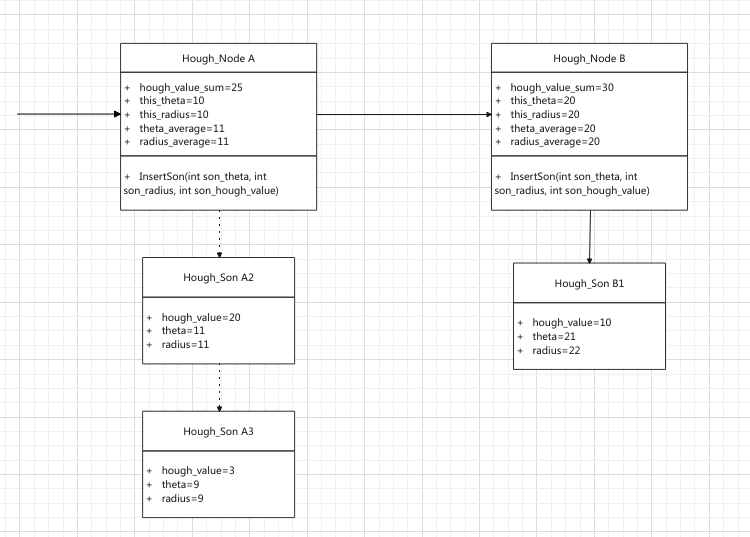 Hough_Node A
+ hough_value_sum=25
+ this_theta=10
+ this_radius=10
+ theta_average=11
+ radius_average=11
+ InsertSon(int son_theta, int
son_radius, int son_hough_value)
Hough_Node B
+ hough_value_sum=30
+ this_theta=20
+ this_radius=20
+ theta_average=20
+ radius_average=20
+ InsertSon(int son_theta, int
son_radius, int son_hough_value)
Hough_Son A2
+ hough_value=20
+ theta=11
+ radius=11
Hough_Son B1
+ hough_value=10
+ theta=21
+ radius=22
Hough_Son A3
+ hough_value=3
+ theta=9
+ radius=9